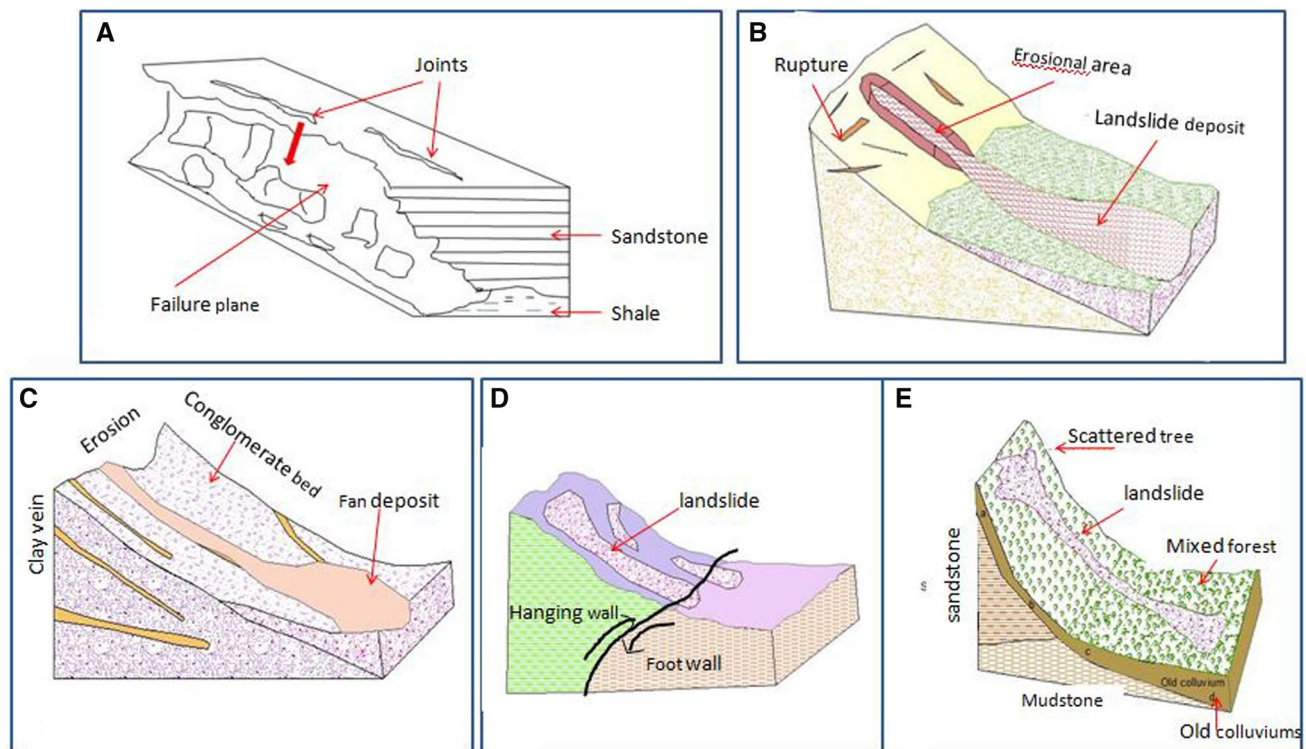 A
Joints
Sandstone
Failure plane
Shale
B
Rupture
Erosional area
Landslide deposit
C
Erosion
Conglomerate bed
Fan deposit
Clay vein
D
landslide
Hanging wall
Foot wall
E
Scattered tree
landslide
Mixed forest
s
sandstone
a
b
c
Old colluvium
d
Mudstone
Old colluviums